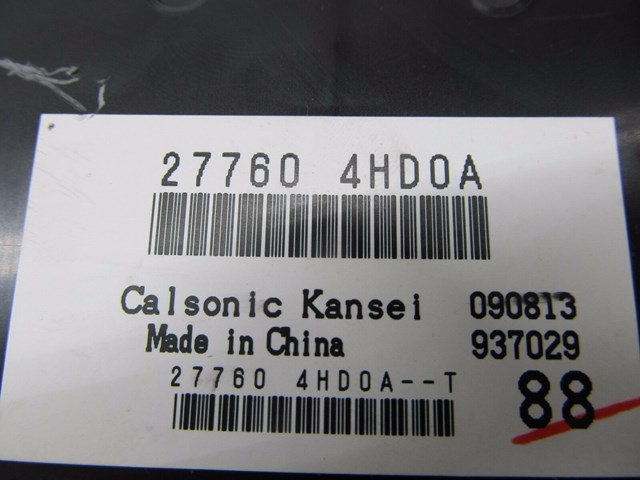 27760 4HD0A
Calsonic Kansei 090813
Made in China 937029
27760 4HD0A--T
88